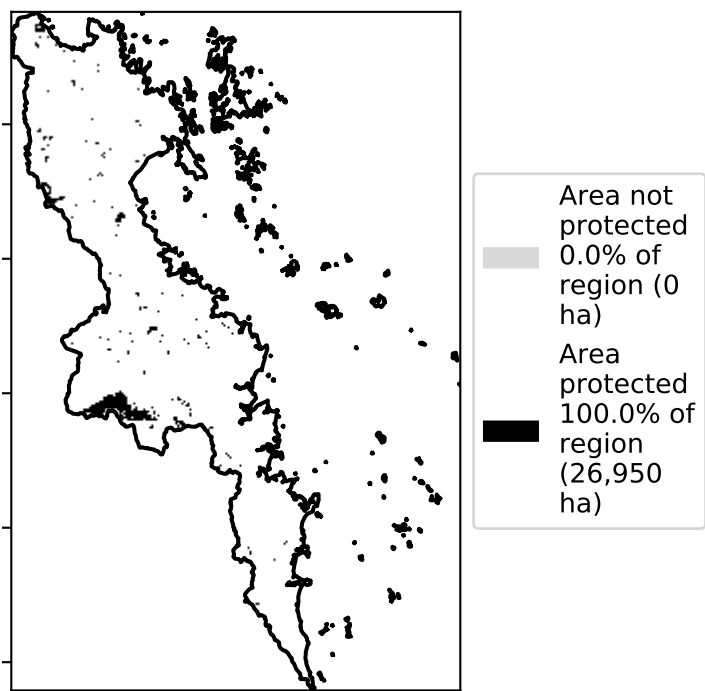 Area not
protected
0.0% of
region (0
ha)
Area
protected
100.0% of
region
(26,950
ha)